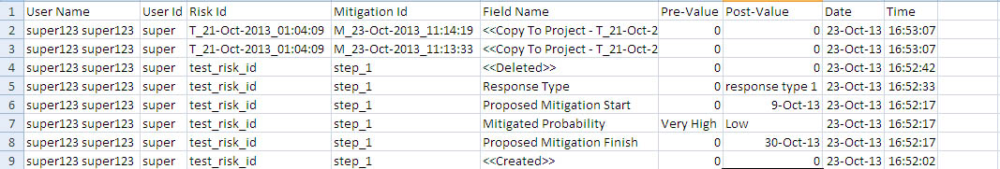 1 User Name User Id Risk Id Mitigation Id Field Name Pre-Value Post-Value Date Time
2 super123 super123 super T_21-Oct-2013_01:04:09 M_23-Oct-2013_11:14:19 <<Copy To Project - T_21-Oct-2 0 0 23-Oct-13 16:53:07
3 super123 super123 super T_21-Oct-2013_01:04:09 M_23-Oct-2013_11:13:33 <<Copy To Project - T_21-Oct-2 0 0 23-Oct-13 16:53:07
4 super123 super123 super test_risk_id step_1 <<Deleted>> 0 0 23-Oct-13 16:52:42
5 super123 super123 super test_risk_id step_1 Response Type 0 response type 1 23-Oct-13 16:52:33
6 super123 super123 super test_risk_id step_1 Proposed Mitigation Start 0 9-Oct-13 23-Oct-13 16:52:17
7 super123 super123 super test_risk_id step_1 Mitigated Probability Very High Low 23-Oct-13 16:52:17
8 super123 super123 super test_risk_id step_1 Proposed Mitigation Finish 0 30-Oct-13 23-Oct-13 16:52:17
9 super123 super123 super test_risk_id step_1 <<Created>> 0 0 23-Oct-13 16:52:02